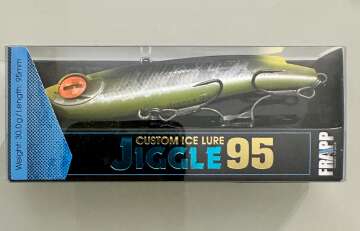 Weight: 30.0g / Length: 95mm
CUSTOM ICE LURE
JIGGLE 95
FRAPP